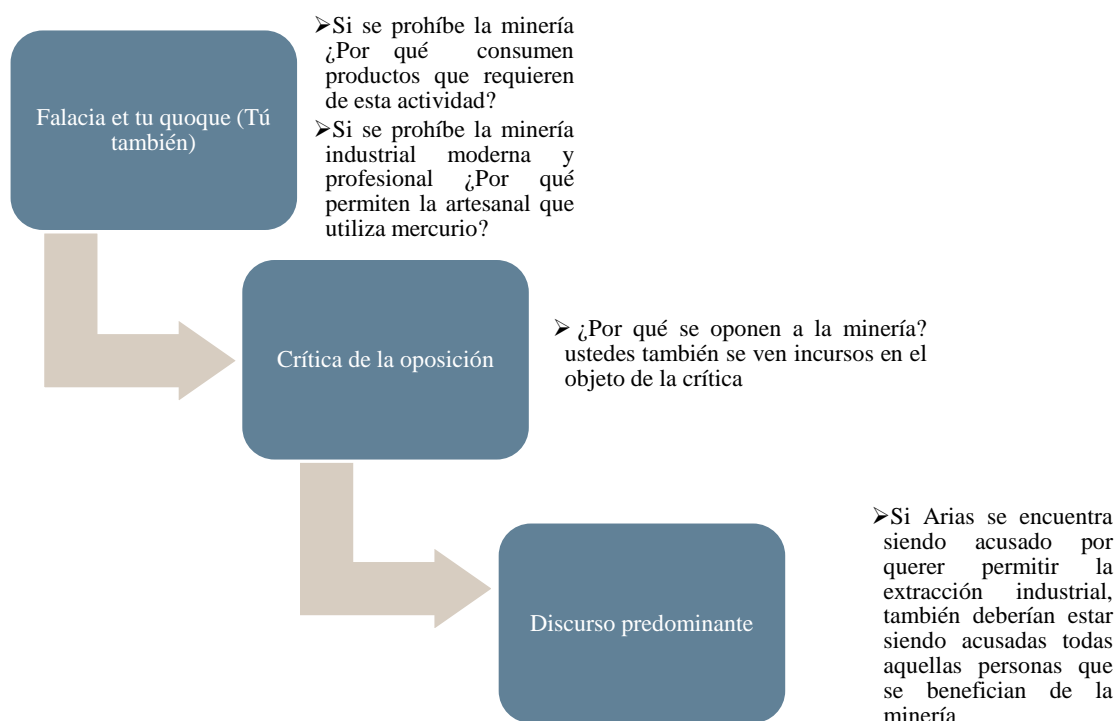 ➢Si se prohíbe la minería
¿Por qué consumen
productos que requieren
de esta actividad?
Falacia et tu quoque (Tú
también)
➢Si se prohíbe la minería
industrial moderna y
profesional ¿Por qué
permiten la artesanal que
utiliza mercurio?
Crítica de la oposición
➢ ¿Por qué se oponen a la minería?
ustedes también se ven incursos en el
objeto de la crítica
Discurso predominante
➢Si Arias se encuentra
siendo acusado por
querer permitir la
extracción industrial,
también deberían estar
siendo acusadas todas
aquellas personas que
se benefician de la
minería